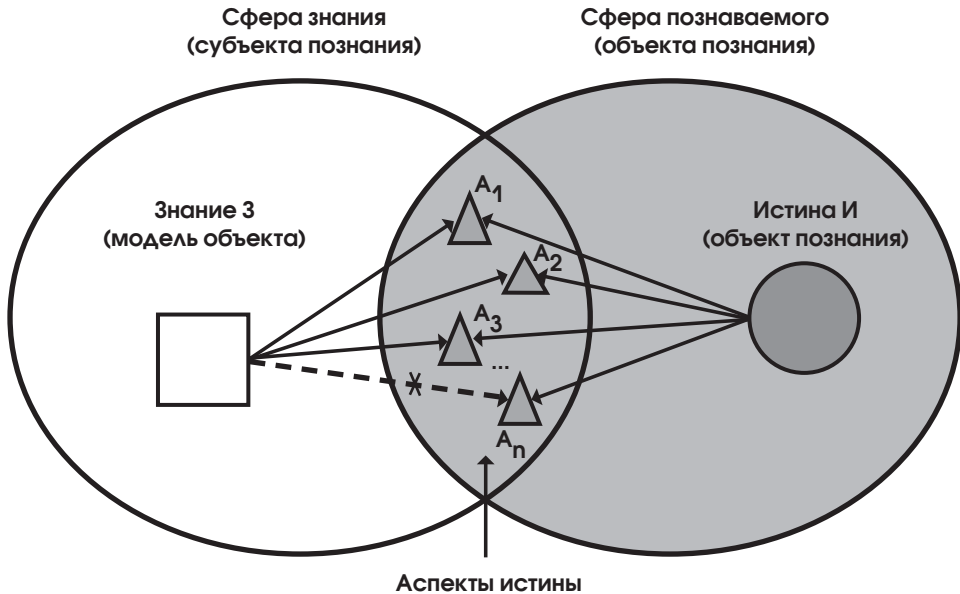 Сфера знания
(субъекта познания)
Сфера познаваемого
(объекта познания)
Знание З
(модель объекта)
Истина И
(объект познания)
A1
A2
A3
...
An
Аспекты истины